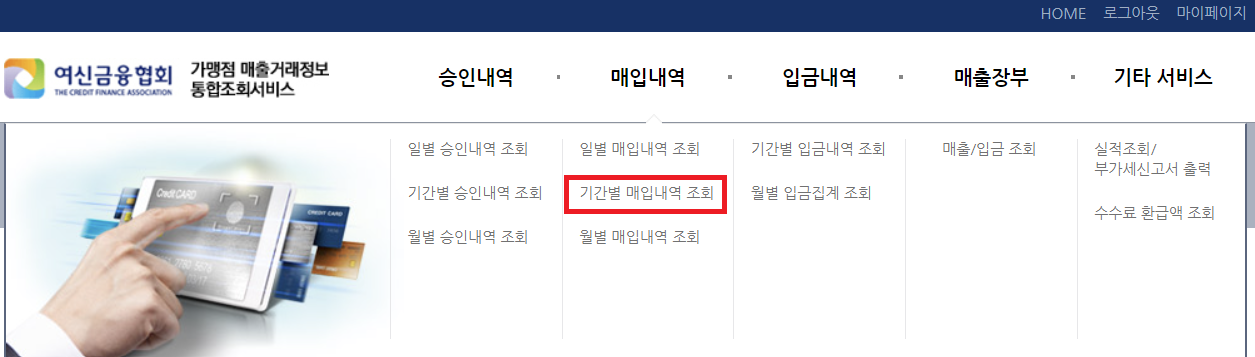 HOME 로그아웃 마이페이지
여신금융협회
THE CREDIT FINANCE ASSOCIATION
가맹점 매출거래정보
통합조회서비스
승인내역 매입내역 입금내역 매출장부 기타 서비스
일별 승인내역 조회
기간별 승인내역 조회
월별 승인내역 조회
일별 매입내역 조회
기간별 매입내역 조회
월별 매입내역 조회
기간별 입금내역 조회
월별 입금집계 조회
매출/입금 조회
실적조회/
부가세신고서 출력
수수료 환급액 조회
Credit CARD
CREDIT CARD